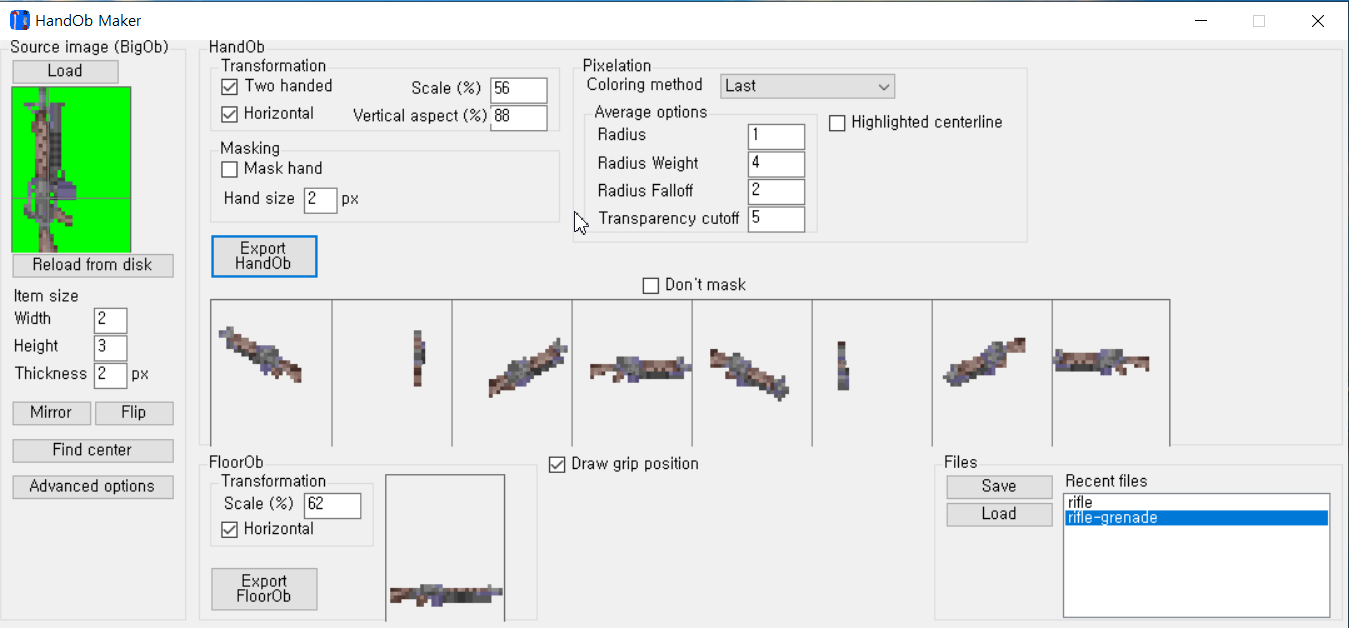 HandOb Maker
Source image (BigOb)
Load
Reload from disk
Item size
Width 2
Height 3
Thickness 2 px
Mirror Flip
Find center
Advanced options
HandOb
Transformation
Two handed Scale (%) 56
Horizontal Vertical aspect (%) 88
Masking
Mask hand
Hand size 2 px
Export
HandOb
Pixelation
Coloring method Last
Average options
Highlighted centerline
Radius 1
Radius Weight 4
Radius Falloff 2
Transparency cutoff 5
Don't mask
FloorOb
Transformation
Scale (%) 62
Horizontal
Export
FloorOb
Draw grip position
Files
Save
Load
Recent files
rifle
rifle-grenade